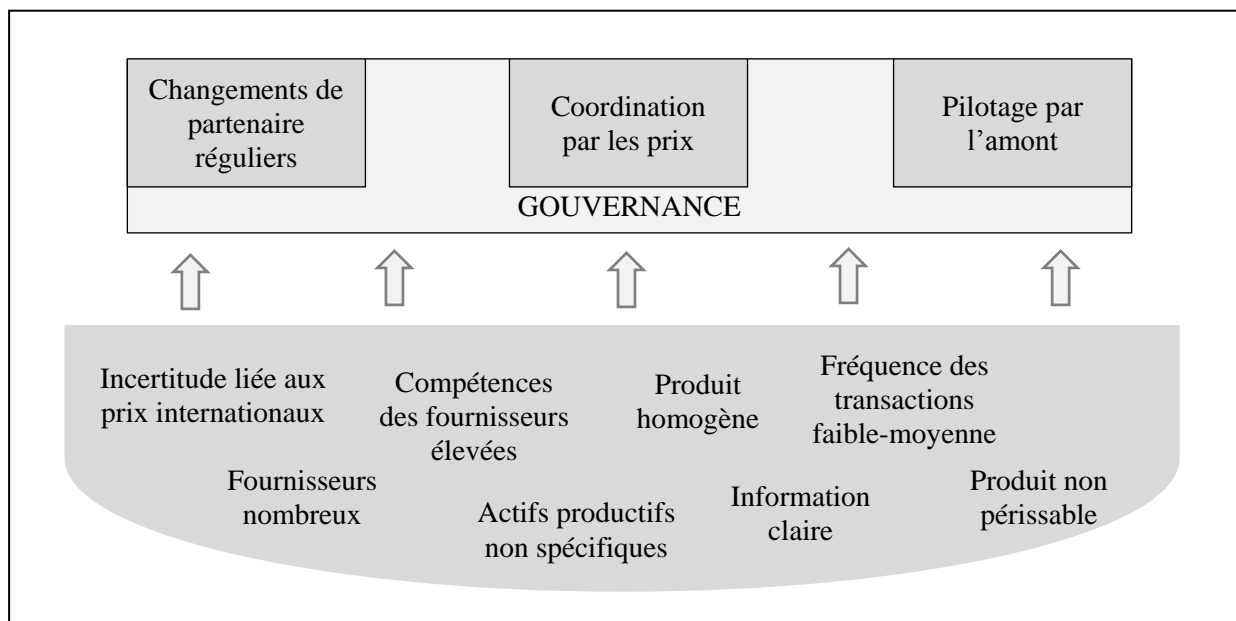 Changements de
partenaire
réguliers
Coordination
par les prix
Pilotage par
l’amont
GOUVERNANCE
Incertitude liée aux
prix internationaux
Compétences
des fournisseurs
élevées
Produit
homogène
Fréquence des
transactions
faible-moyenne
Fournisseurs
nombreux
Actifs productifs
non spécifiques
Information
claire
Produit non
périssable